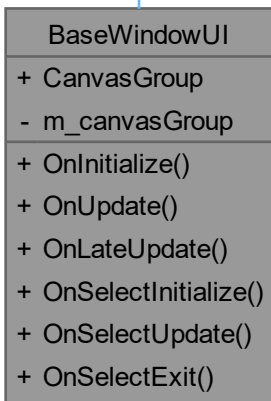 BaseWindowUI
+ CanvasGroup
- m_canvasGroup
+ OnInitialize()
+ OnUpdate()
+ OnLateUpdate()
+ OnSelectInitialize()
+ OnSelectUpdate()
+ OnSelectExit()